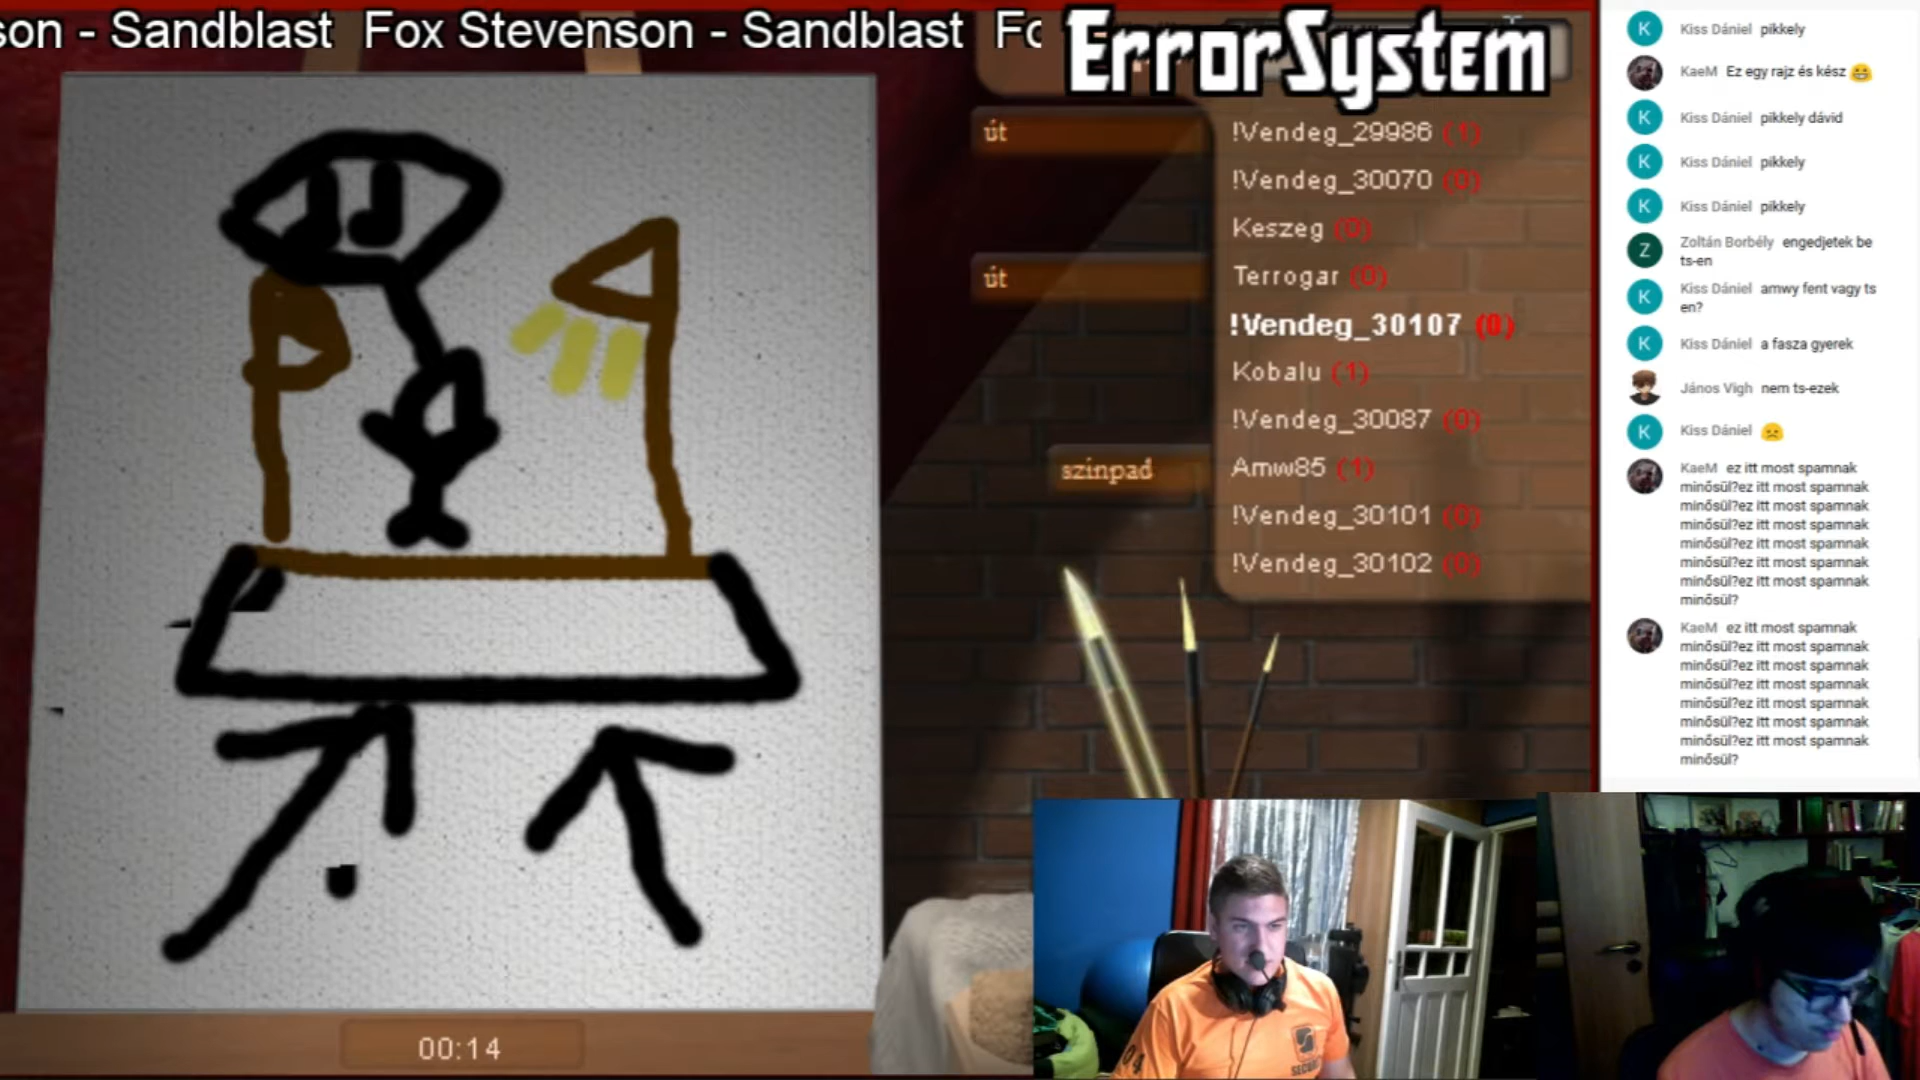 son - Sandblast Fox Stevenson - Sandblast Fo
ErrorSystem
út
út
színpad
!Vendeg_29986 (1)
!Vendeg_30070 (0)
Keszeg (0)
Terrogar (0)
!Vendeg_30107 (0)
Kobalu (1)
!Vendeg_30087 (0)
Amw85 (1)
!Vendeg_30101 (0)
!Vendeg_30102 (0)
00:14
K Kiss Dániel pikkely
KaeM Ez egy rajz és kész
K Kiss Dániel pikkely dávid
K Kiss Dániel pikkely
K Kiss Dániel pikkely
Z Zoltán Borbély engedjetek be
ts-en
K Kiss Dániel amwy fent vagy ts
en?
K Kiss Dániel a fasza gyerek
János Vigh nem ts-ezek
K Kiss Dániel
KaeM ez itt most spamnak
minősül?ez itt most spamnak
minősül?ez itt most spamnak
minősül?ez itt most spamnak
minősül?ez itt most spamnak
minősül?ez itt most spamnak
minősül?ez itt most spamnak
minősül?
KaeM ez itt most spamnak
minősül?ez itt most spamnak
minősül?ez itt most spamnak
minősül?ez itt most spamnak
minősül?ez itt most spamnak
minősül?ez itt most spamnak
minősül?ez itt most spamnak
minősül?